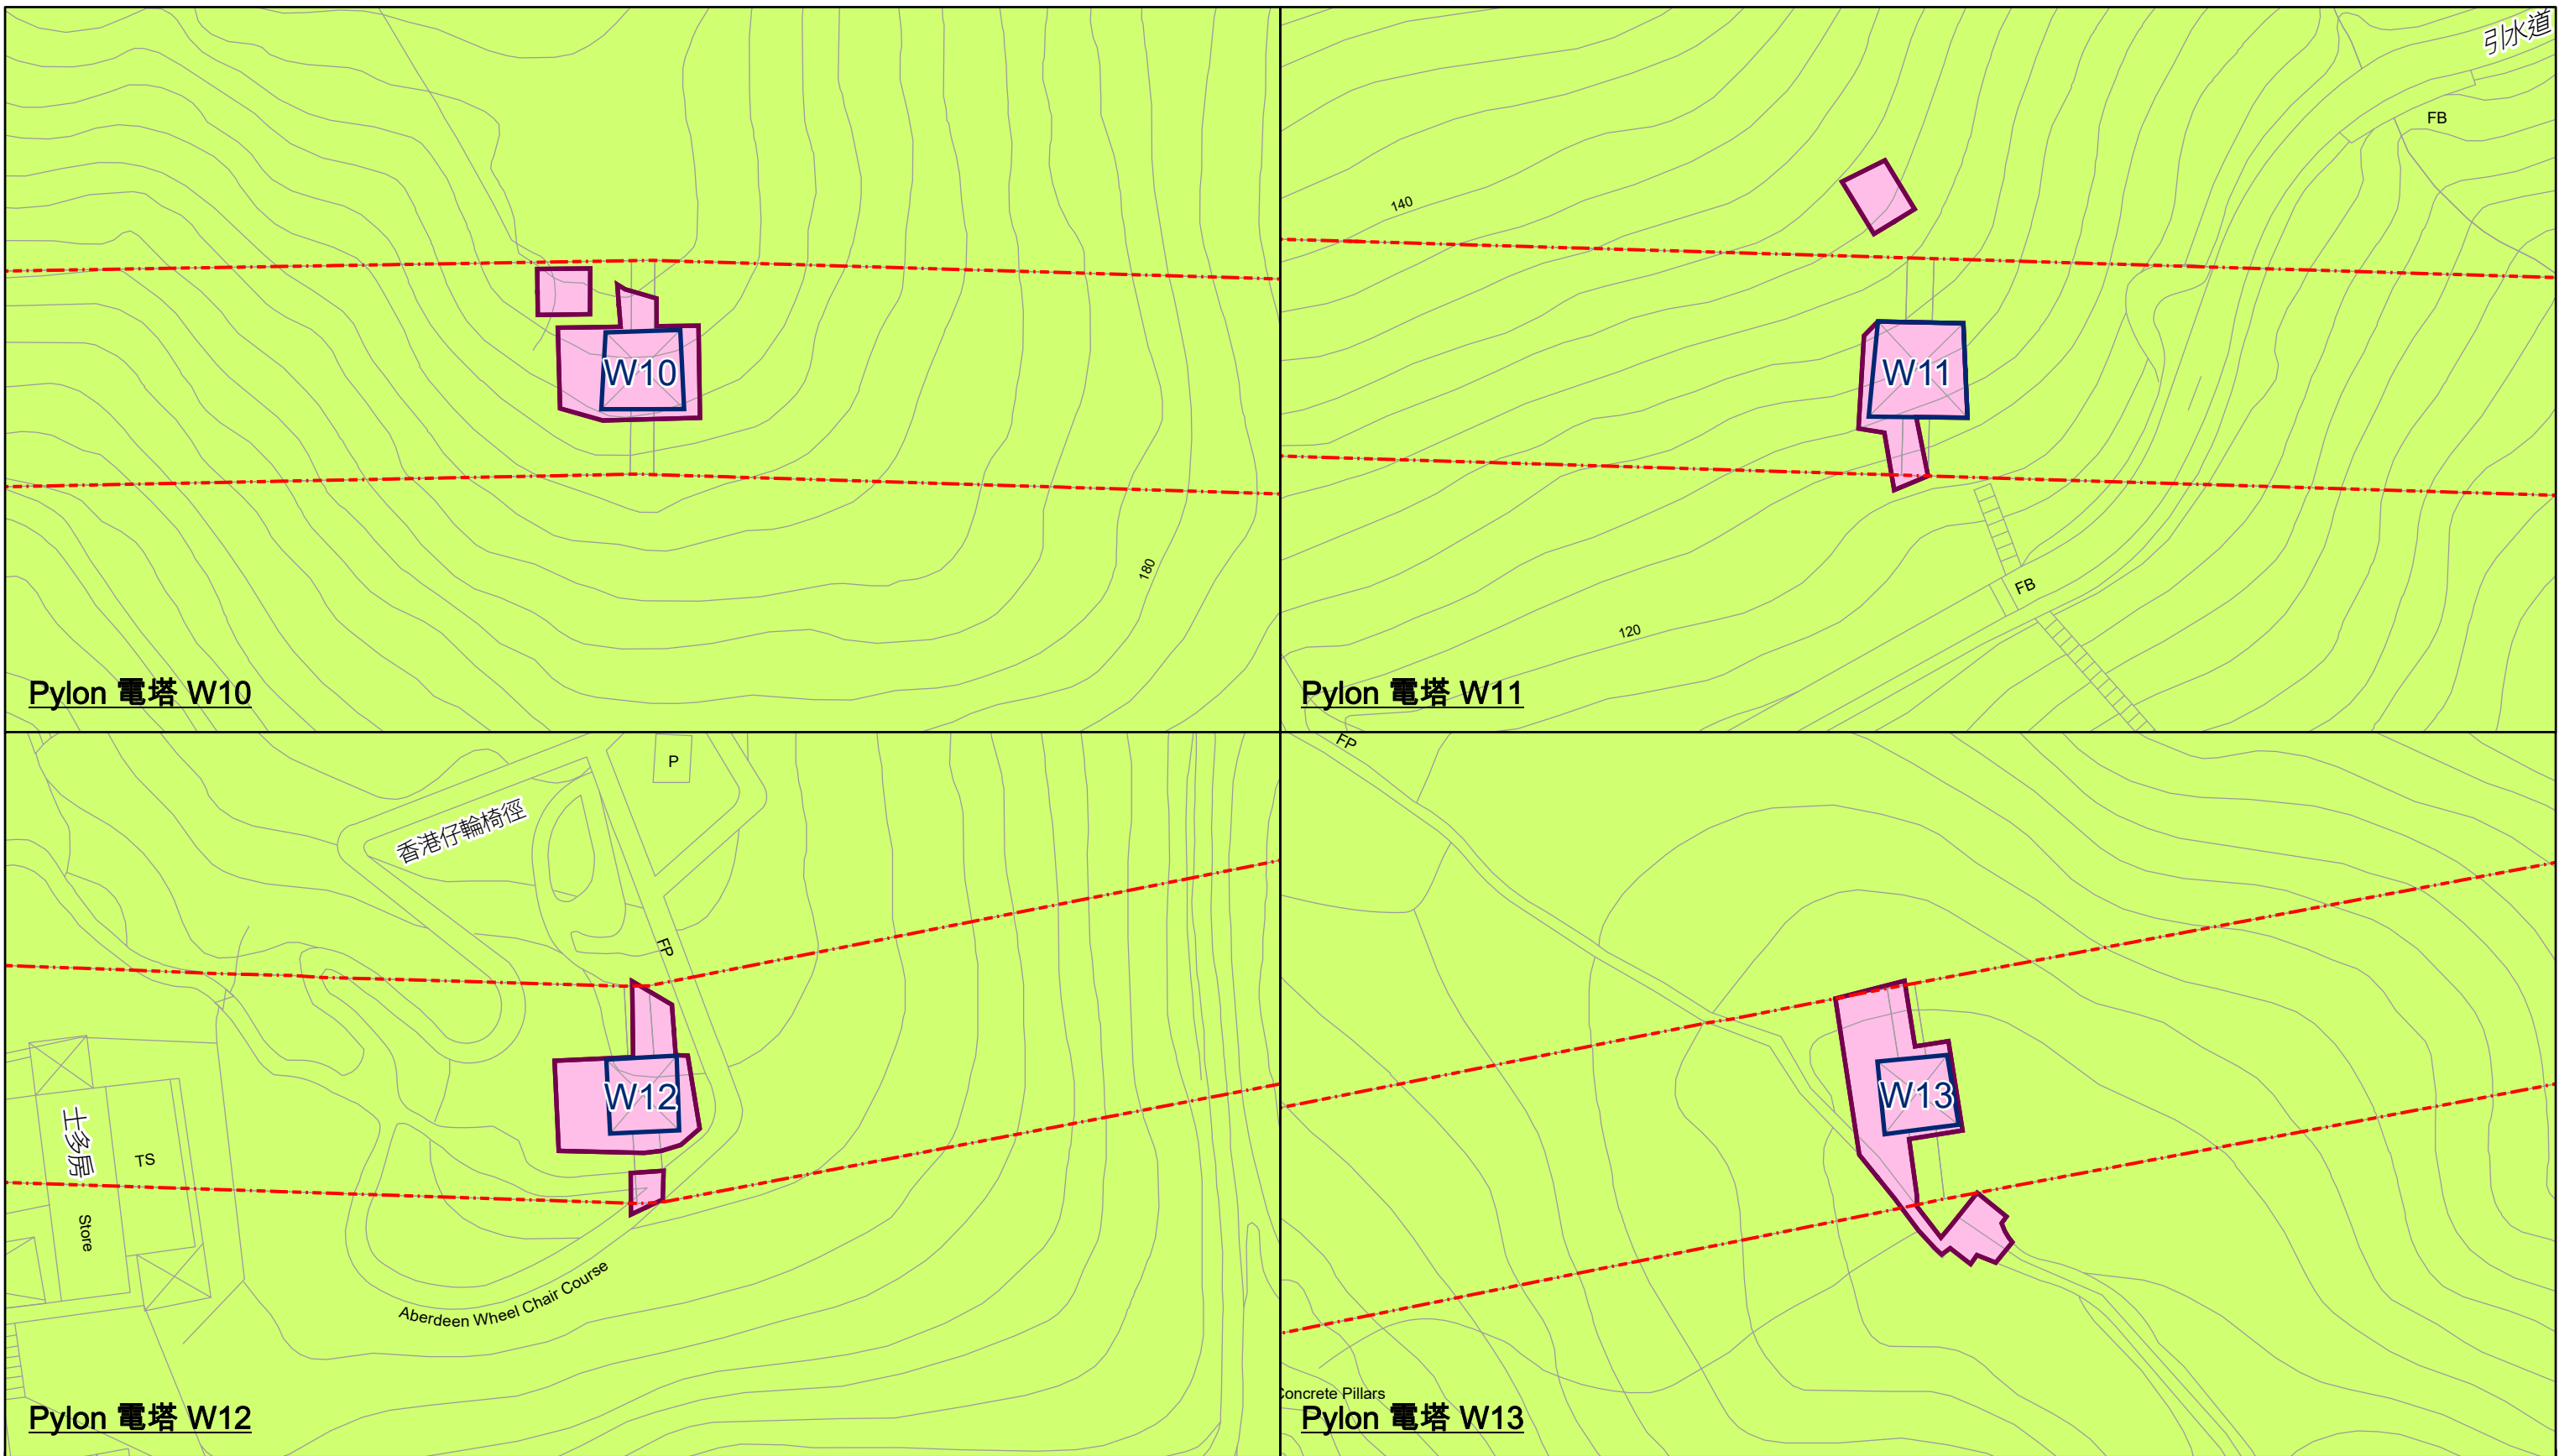 W10
180
Pylon 電塔 W10
引水道
FB
140
W11
FB
120
Pylon 電塔 W11
P
香港仔輪椅徑
FP
W12
士多房
TS
Store
Aberdeen Wheel Chair Course
Pylon 電塔 W12
FP
W13
Concrete Pillars
Pylon 電塔 W13